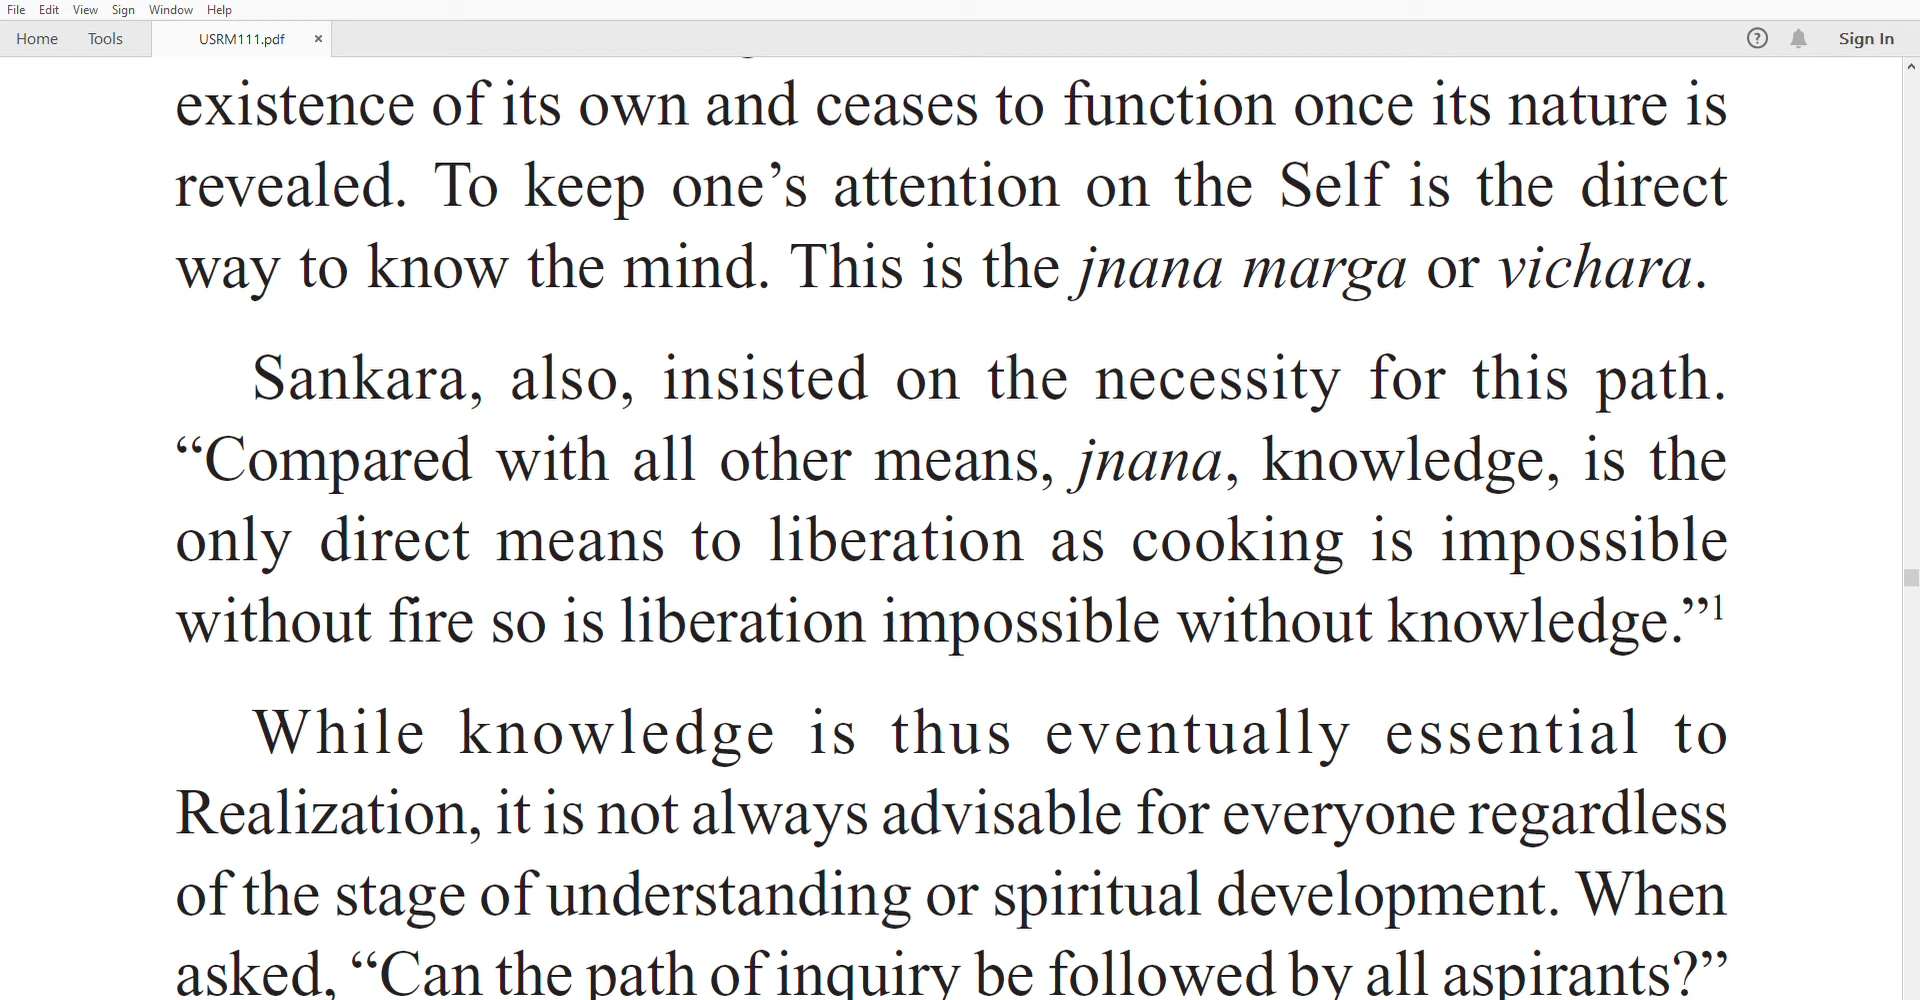 File Edit View Sign Window Help
Home Tools USRM111.pdf × ? Sign In
existence of its own and ceases to function once its nature is
revealed. To keep one’s attention on the Self is the direct
way to know the mind. This is the jnana marga or vichara.
Sankara, also, insisted on the necessity for this path.
“Compared with all other means, jnana, knowledge, is the
only direct means to liberation as cooking is impossible
without fire so is liberation impossible without knowledge.”1
While knowledge is thus eventually essential to
Realization, it is not always advisable for everyone regardless
of the stage of understanding or spiritual development. When
asked, “Can the path of inquiry be followed by all aspirants?”